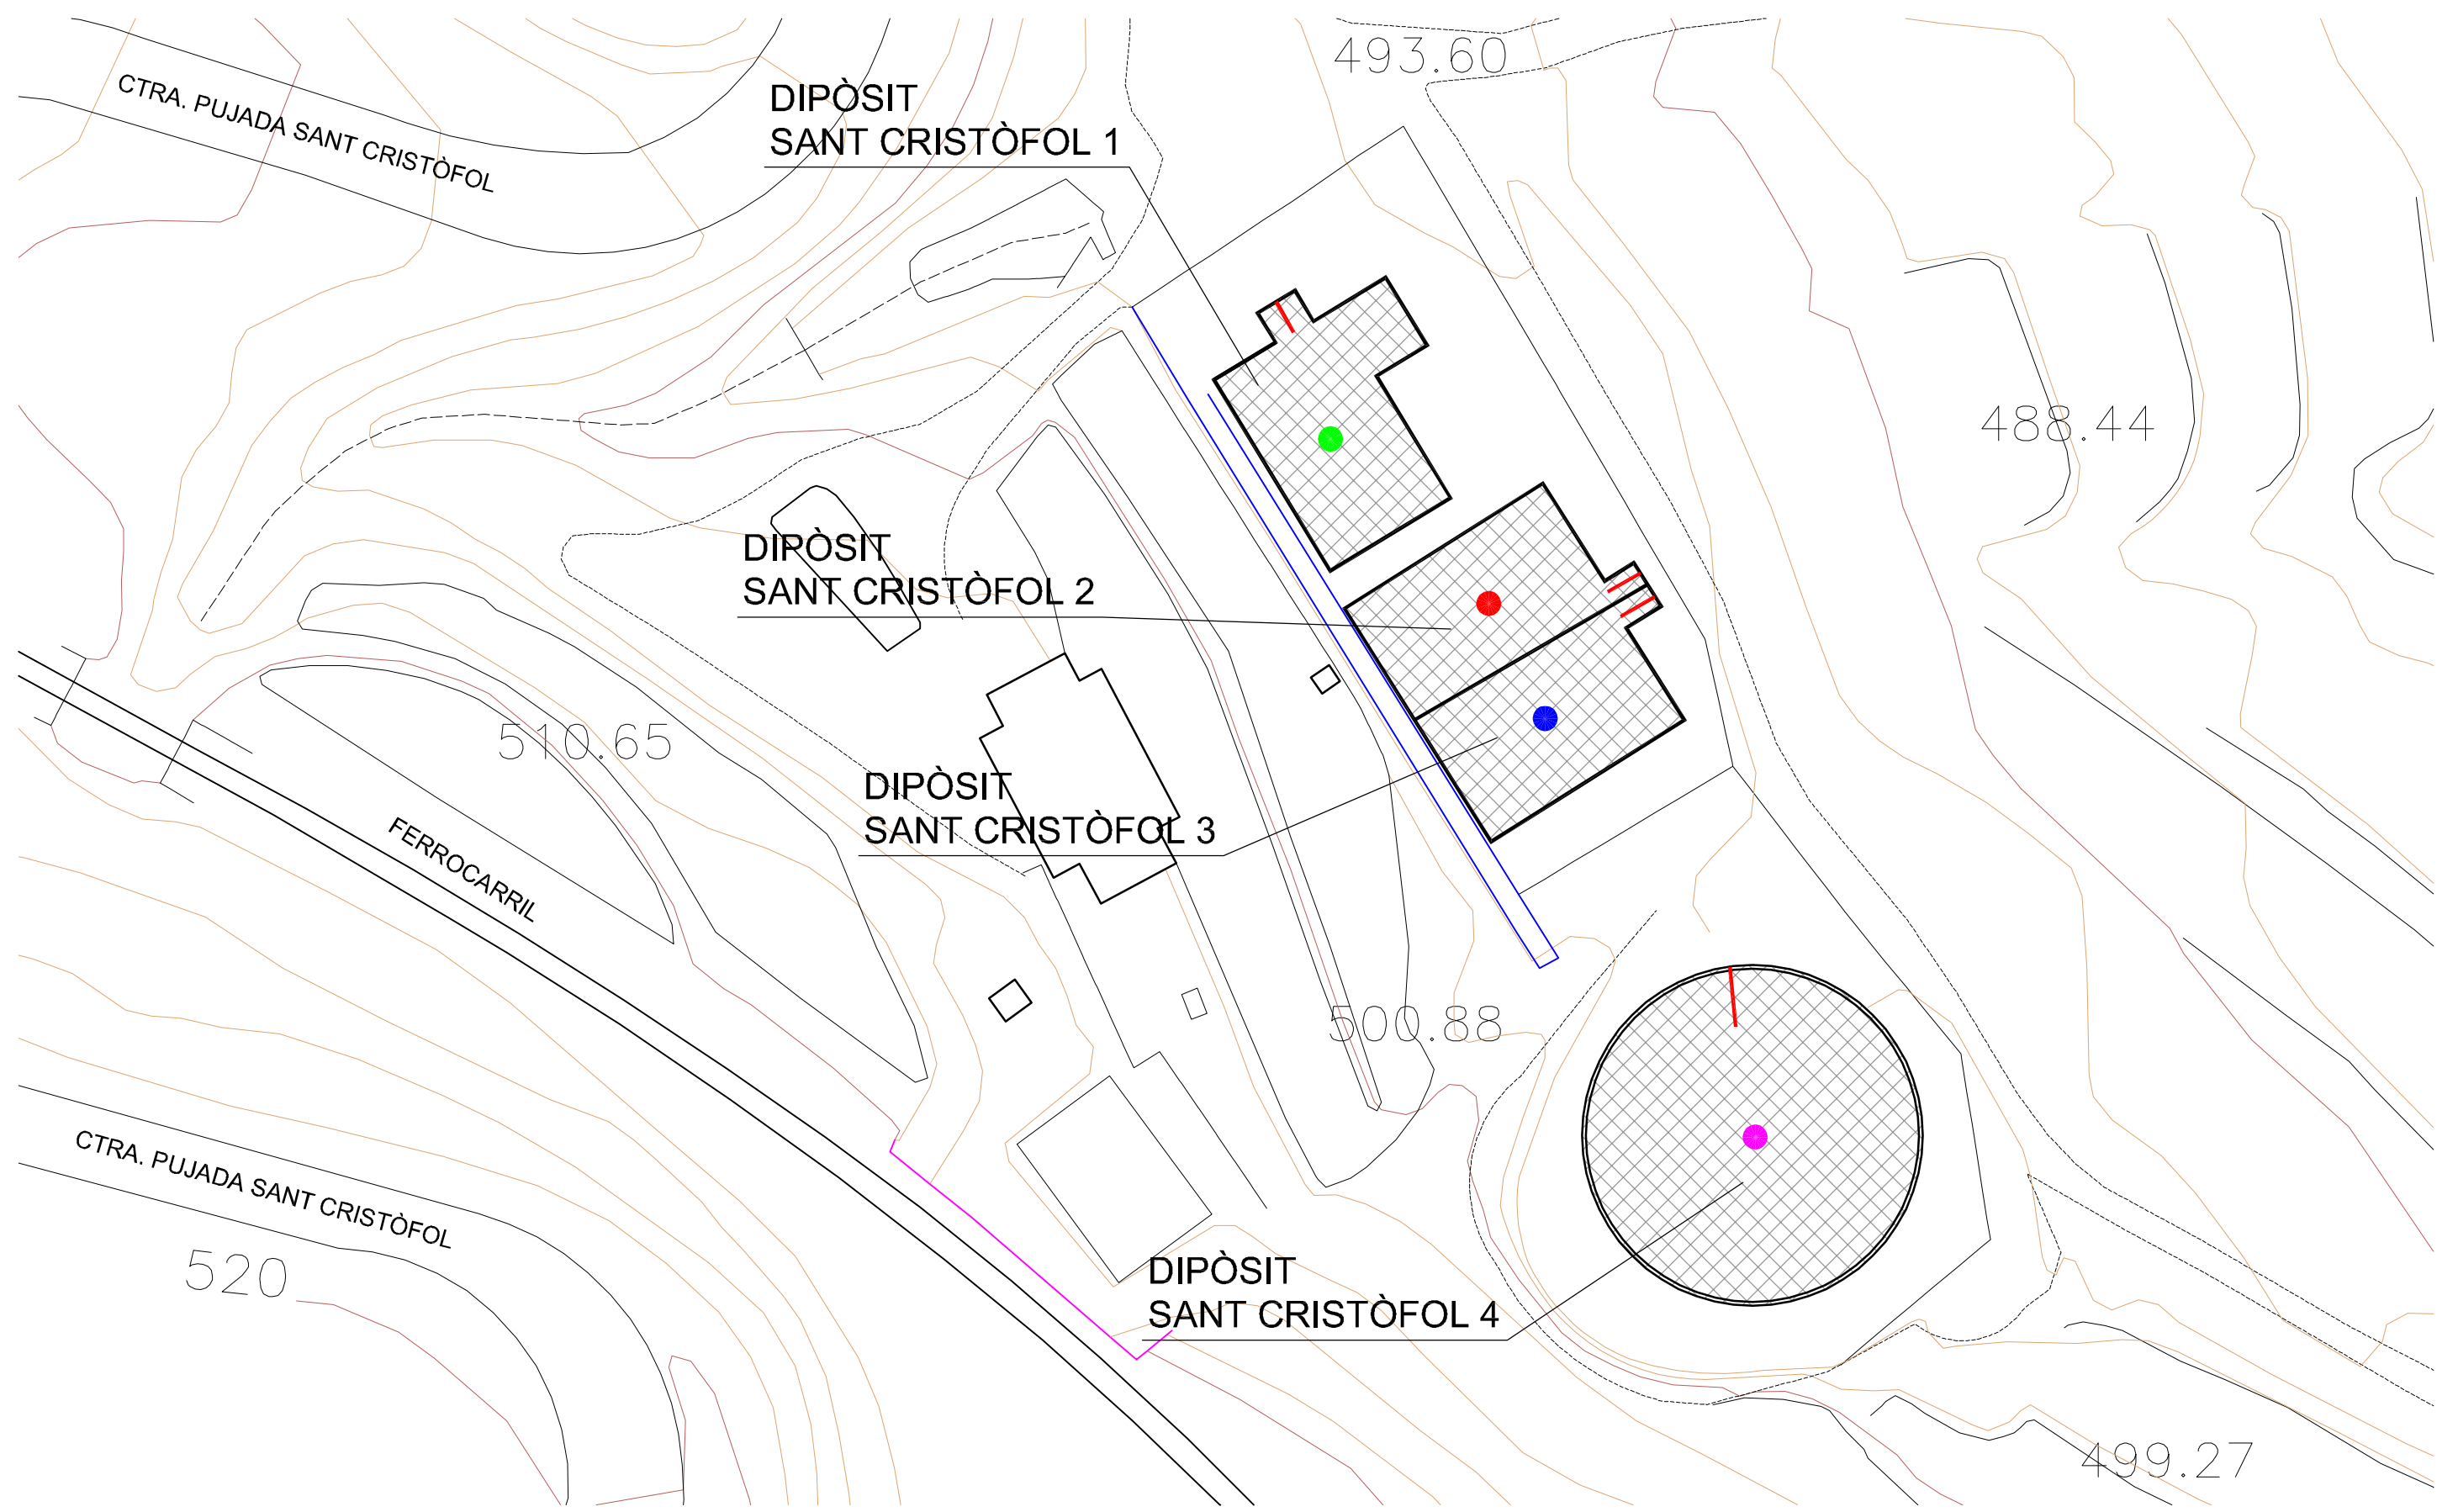 493.60
CTRA. PUJADA SANT CRISTÒFOL
DIPÒSIT
SANT CRISTÒFOL 1
488.44
DIPÒSIT
SANT CRISTÒFOL 2
510.65
DIPÒSIT
SANT CRISTÒFOL 3
FERROCARRIL
500.88
CTRA. PUJADA SANT CRISTÒFOL
520
DIPÒSIT
SANT CRISTÒFOL 4
499.27